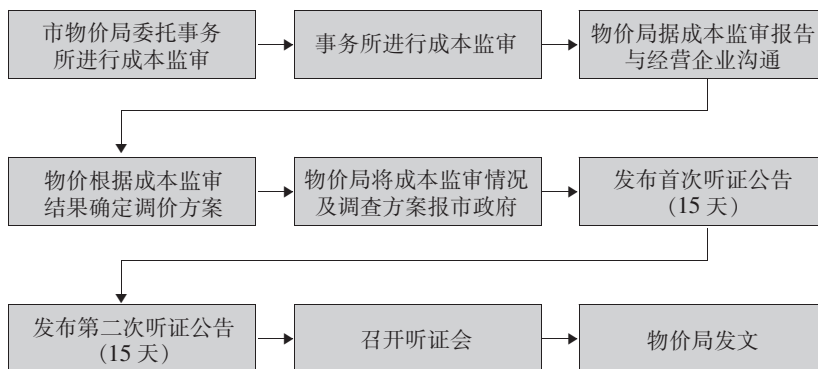 市物价局委托事务
所进行成本监审
事务所进行成本监审
物价局据成本监审报告
与经营企业沟通
物价根据成本监审
结果确定调价方案
物价局将成本监审情况
及调查方案报市政府
发布首次听证公告
（15 天）
发布第二次听证公告
（15 天）
召开听证会
物价局发文